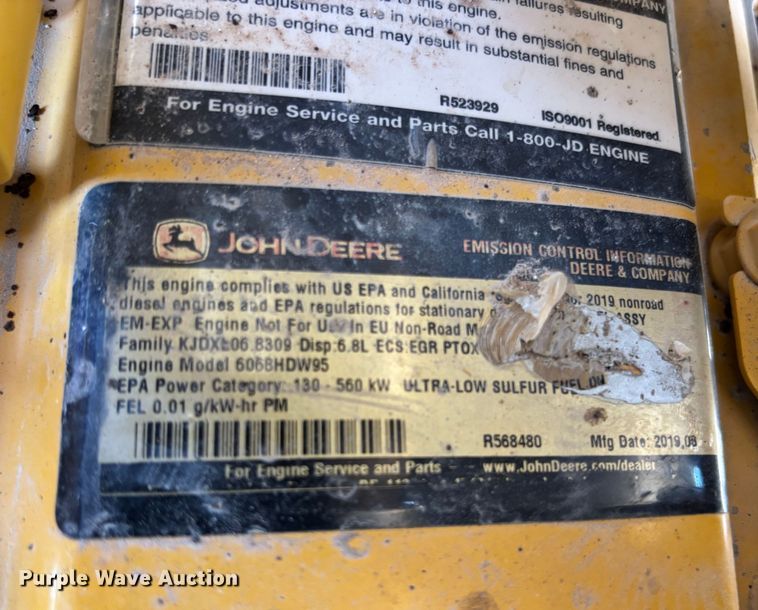 to this engine. failures resulting COMPANY
adjustments are in violation of the emission regulations
applicable to this engine and may result in substantial fines and
penalties.
R523929 ISO9001 Registered
For Engine Service and Parts Call 1-800-JD ENGINE
JOHN DEERE
EMISSION CONTROL INFORMATION
DEERE & COMPANY
This engine complies with US EPA and California 2019 nonroad
diesel engines and EPA regulations for stationary
EM-EXP Engine Not For Use In EU Non-Road
Family KJDXL06.8309 Disp:6.8L ECS:EGR PTOX
Engine Model 6068HDW95
EPA Power Category: 130 - 560 kW ULTRA-LOW SULFUR FUEL
FEL 0.01 g/kW-hr PM
R568480 Mfg Date: 2019,08
For Engine Service and Parts www.JohnDeere.com/dealer
Purple Wave Auction